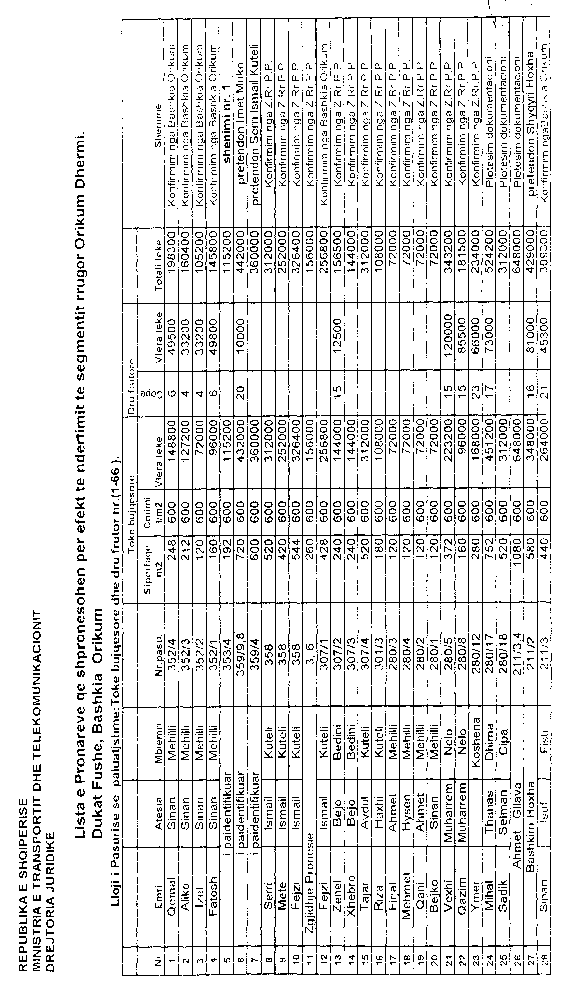 REPUBLIKA E SHQIPERISE
MINISTRIA E TRANSPORTIT DHE TELEKOMUNIKACIONIT
DREJTORIA JURIDIKE
Lista e Pronareve qe shpronesohen per efekt te ndertimit te segmentit rrugor Orikum Dhermi.
Dukat Fushe, Bashkia Orikum
Lloji i Pasurise se paluatjshme:Toke bujqesore dhe dru frutor nr.(1-66 ).
Toke bujqesore Dru frutore
Nr Emri Atesia Mbiemri Nr.pasu. Siperfaqe m2 Cmimi l/m2 Vlera leke Cope Vlera leke Totali leke Shenime
1 Qemal Sinan Mehilli 352/4 248 600 148800 6 49500 198300 Konfirmim nga Bashkia Orikum
2 Aliko Sinan Mehilli 352/3 212 600 127200 4 33200 160400 Konfirmim nga Bashkia Orikum
3 Izet Sinan Mehilli 352/2 120 600 72000 4 33200 105200 Konfirmim nga Bashkia Orikum
4 Fatosh Sinan Mehilli 352/1 160 600 96000 6 49800 145800 Konfirmim nga Bashkia Orikum
5 i paidentifikuar 353/4 192 600 115200 115200 shenimi nr. 1
6 i paidentifikuar 359/9,8 720 600 432000 20 10000 442000 pretendon Imet Muko
7 i paidentifikuar 359/4 600 600 360000 360000 pretendon Serri Ismail Kuteli
8 Serri Ismail Kuteli 358 520 600 312000 312000 Konfirmim nga Z.Rr.P.P.
9 Mete Ismail Kuteli 358 420 600 252000 252000 Konfirmim nga Z.Rr.P.P.
10 Fejzi Ismail Kuteli 358 544 600 326400 326400 Konfirmim nga Z.Rr.P.P.
11 Zgjidhje Pronesie 3, 6 260 600 156000 156000 Konfirmim nga Z.Rr.P.P.
12 Fejzi Ismail Kuteli 307/1 428 600 256800 256800 Konfirmim nga Bashkia Orikum
13 Zenel Bejo Bedini 307/2 240 600 144000 15 12500 156500 Konfirmim nga Z.Rr.P.P.
14 Xhebro Bejo Bedini 307/3 240 600 144000 144000 Konfirmim nga Z.Rr.P.P.
15 Tajar Avdul Kuteli 307/4 520 600 312000 312000 Konfirmim nga Z.Rr.P.P.
16 Riza Haxhi Kuteli 301/3 180 600 108000 108000 Konfirmim nga Z.Rr.P.P
17 Firjat Ahmet Mehilli 280/3 120 600 72000 72000 Konfirmim nga Z.Rr.P.P.
18 Mehmet Hysen Mehilli 280/4 120 600 72000 72000 Konfirmim nga Z.Rr.P.P.
19 Qani Ahmet Mehilli 280/2 120 600 72000 72000 Konfirmim nga Z.Rr.P.P.
20 Bejko Sinan Mehilli 280/1 120 600 72000 72000 Konfirmim nga Z.Rr.P.P.
21 Vexhi Muharrem Nelo 280/5 372 600 223200 15 120000 343200 Konfirmim nga Z.Rr.P.P.
22 Qazim Muharrem Nelo 280/8 160 600 96000 15 85500 181500 Konfirmim nga Z.Rr.P.P.
23 Ymer Koshena 280/12 280 600 168000 23 66000 234000 Konfirmim nga Z.Rr.P.P.
24 Mihal Thanas Dhima 280/17 752 600 451200 17 73000 524200 Plotesim dokumentacioni
25 Sadik Selman Cipa 280/18 520 600 312000 312000 Plotesim dokumentacioni
26 Ahmet Gllava 211/3,4 1080 600 648000 648000 Plotesim dokumentacioni
27 Bashkim Hoxha 211/2 580 600 348000 16 81000 429000 pretendon Shyqyri Hoxha
28 Sinan Isuf Fisti 211/3 440 600 264000 21 45300 309300 Konfirmim ngaBashkia Orikum